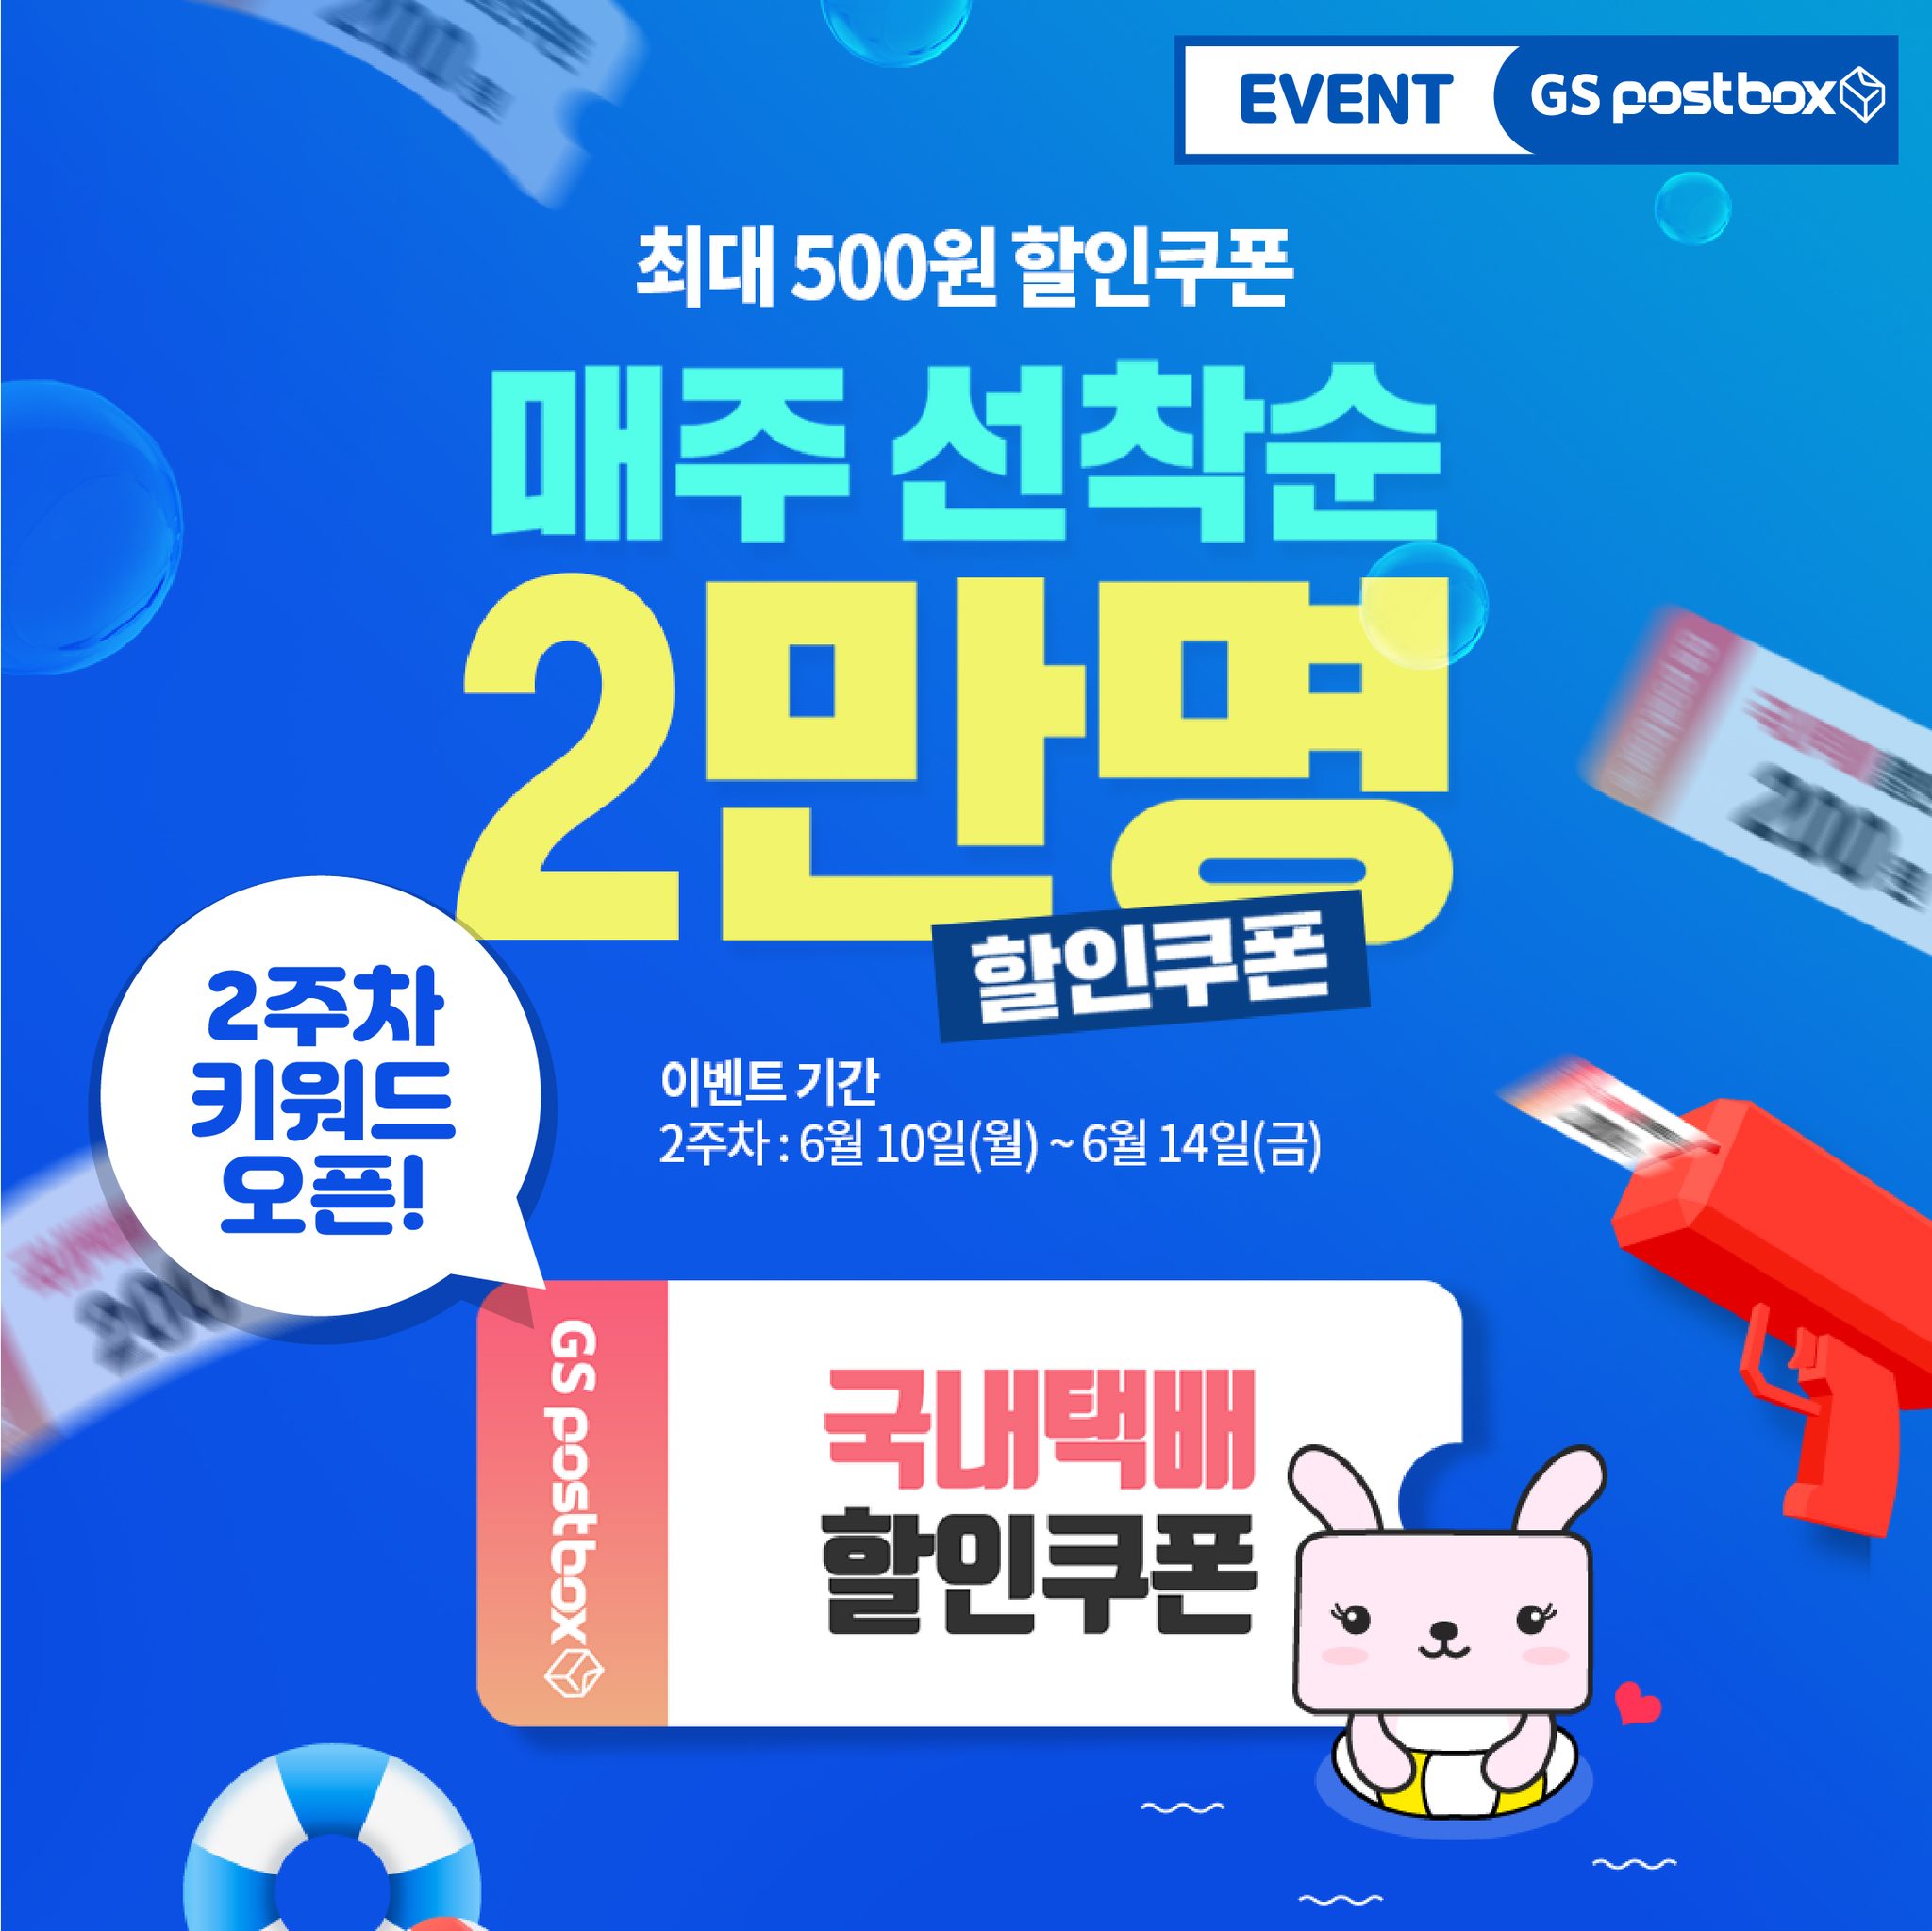 EVENT GS postbox
최대 500원 할인쿠폰
매주 선착순
2만명
할인쿠폰
2주차
키워드
오픈!
이벤트 기간
2주차 : 6월 10일(월) ~ 6월 14일(금)
GS postbox
국내택배
할인쿠폰